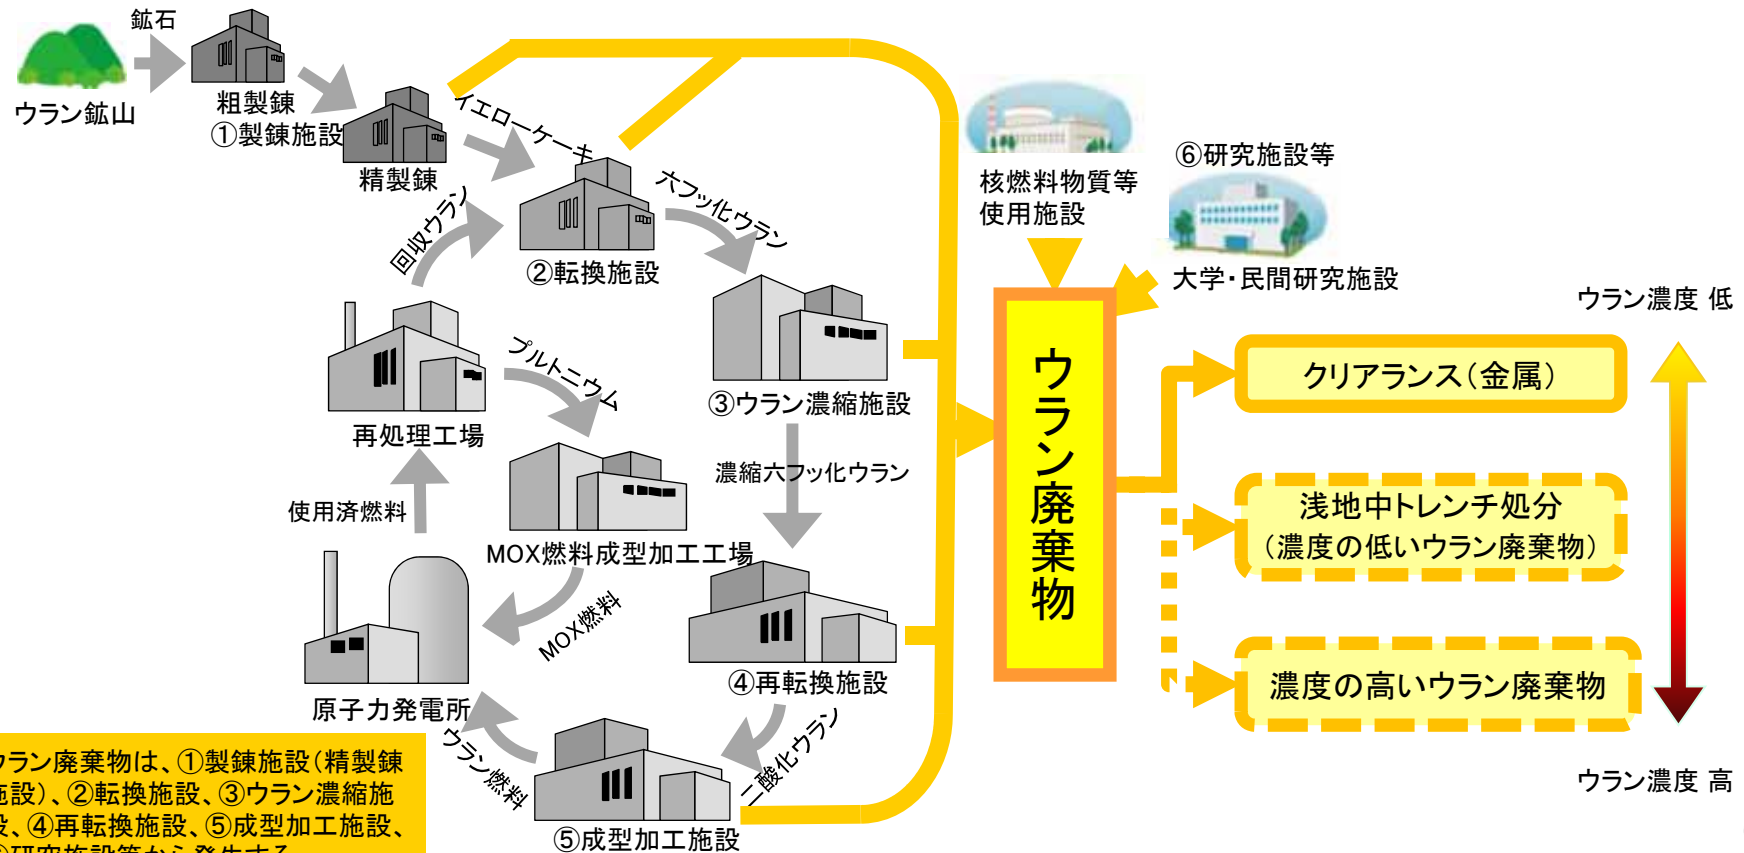 鉱石
ウラン鉱山
粗製錬
①製錬施設
精製錬
イエローケーキ
回収ウラン
②転換施設
六フッ化ウラン
③ウラン濃縮施設
濃縮六フッ化ウラン
再処理工場
プルトニウム
使用済燃料
MOX燃料成型加工工場
MOX燃料
原子力発電所
④再転換施設
二酸化ウラン
ウラン燃料
⑤成型加工施設
核燃料物質等
使用施設
⑥研究施設等
大学・民間研究施設
ウラン廃棄物
クリアランス（金属）
浅地中トレンチ処分
（濃度の低いウラン廃棄物）
濃度の高いウラン廃棄物
ウラン濃度 低
ウラン濃度 高
ウラン廃棄物は、①製錬施設（精製錬
施設）、②転換施設、③ウラン濃縮施
設、④再転換施設、⑤成型加工施設、
⑥研究施設等から発生する